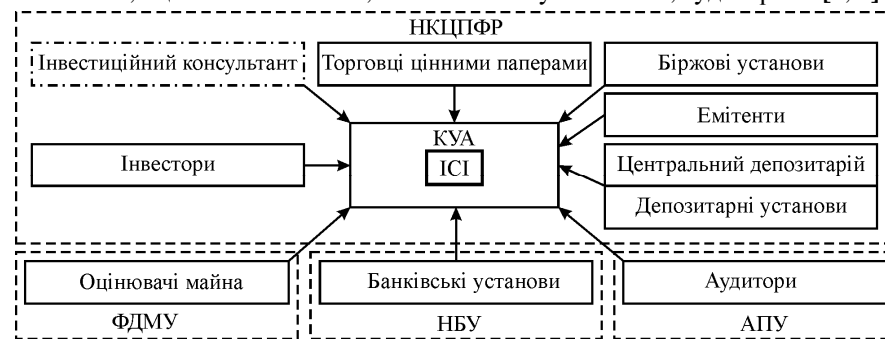 НКЦПФР
Інвестиційний консультант
Торговці цінними паперами
Біржові установи
Емітенти
КУА
ІСІ
Інвестори
Центральний депозитарій
Депозитарні установи
Оцінювачі майна
Банківські установи
Аудитори
ФДМУ
НБУ
АПУ